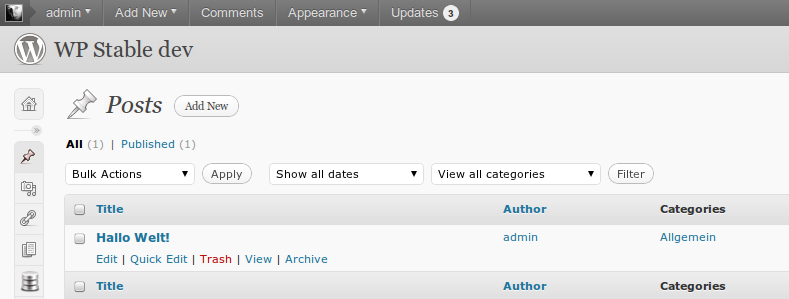 admin Add New Comments Appearance Updates 3
WP Stable dev
Posts Add New
All (1) | Published (1)
Bulk Actions Apply Show all dates View all categories Filter
Title Author Categories
Hallo Welt! admin Allgemein
Edit | Quick Edit | Trash | View | Archive
Title Author Categories